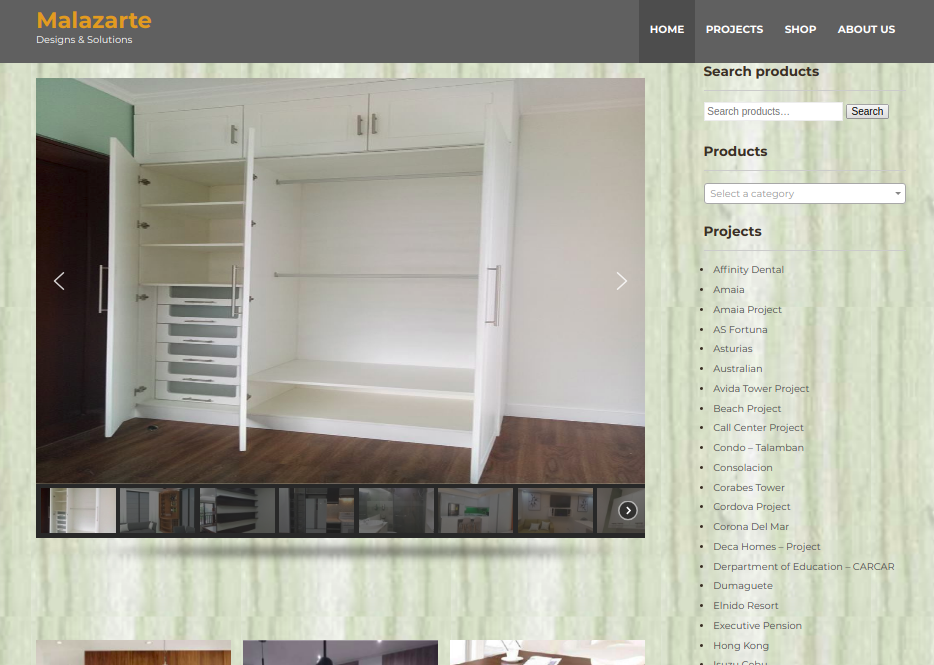 Malazarte
Designs & Solutions
HOME
PROJECTS
SHOP
ABOUT US
Search products
Search products…
Search
Products
Select a category
Projects
Affinity Dental
Amaia
Amaia Project
AS Fortuna
Asturias
Australian
Avida Tower Project
Beach Project
Call Center Project
Condo – Talamban
Consolacion
Corabes Tower
Cordova Project
Corona Del Mar
Deca Homes – Project
Derpartment of Education – CARCAR
Dumaguete
Elnido Resort
Executive Pension
Hong Kong
Isuzu Cebu